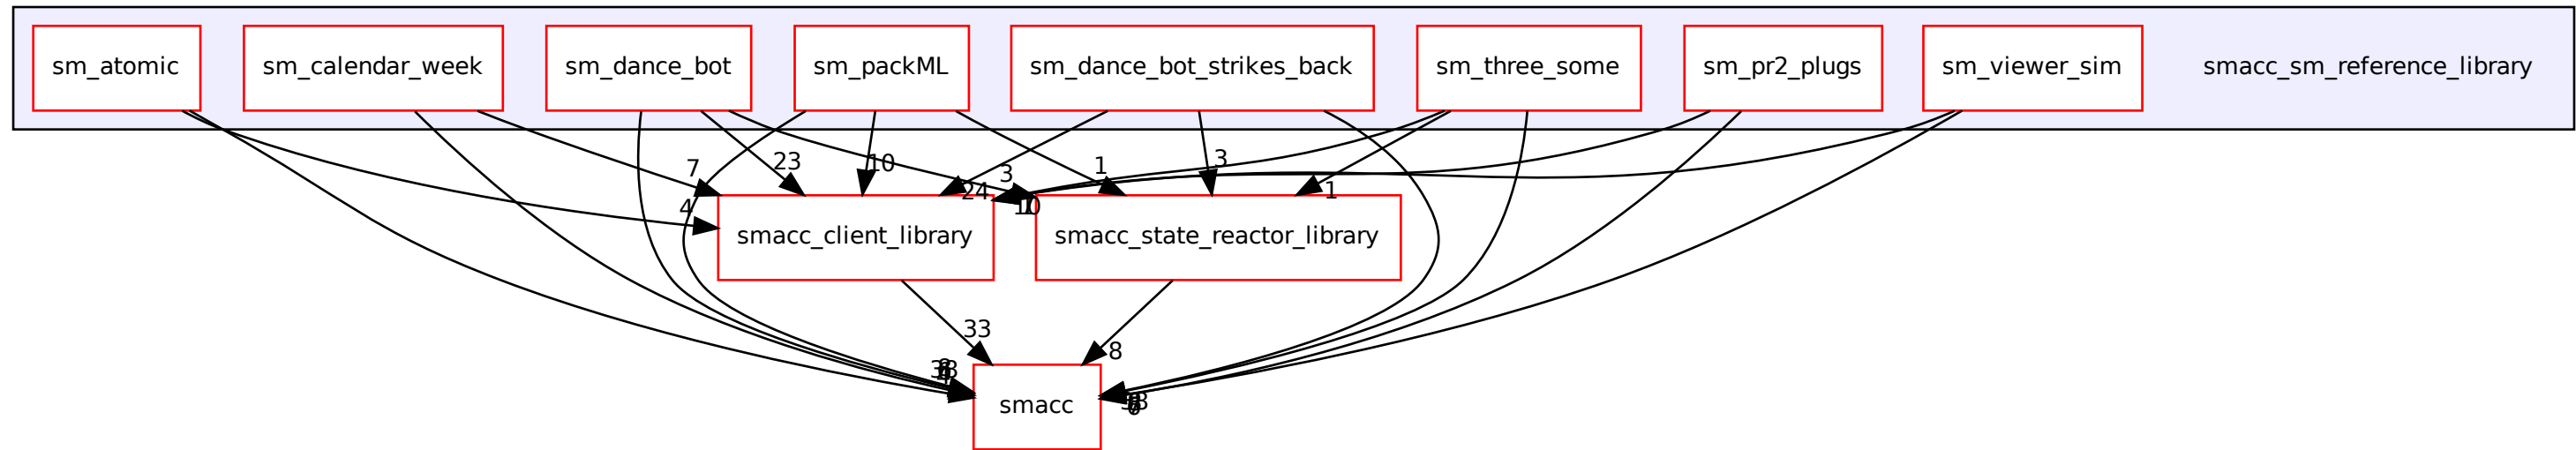 sm_atomic
sm_calendar_week
sm_dance_bot
sm_packML
sm_dance_bot_strikes_back
sm_three_some
sm_pr2_plugs
sm_viewer_sim
smacc_sm_reference_library
7
23
10
3
1
3
4
24
1
smacc_client_library
smacc_state_reactor_library
33
8
smacc